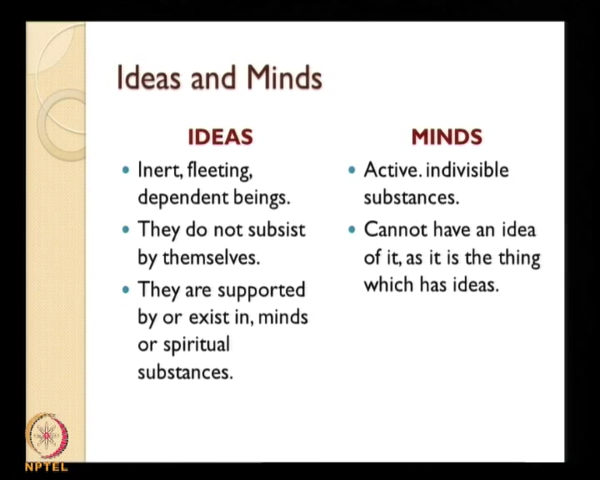 Ideas and Minds
IDEAS
Inert, fleeting,
dependent beings.
They do not subsist
by themselves.
They are supported
by or exist in, minds
or spiritual
substances.
MINDS
Active. indivisible
substances.
Cannot have an idea
of it, as it is the thing
which has ideas.
NPTEL